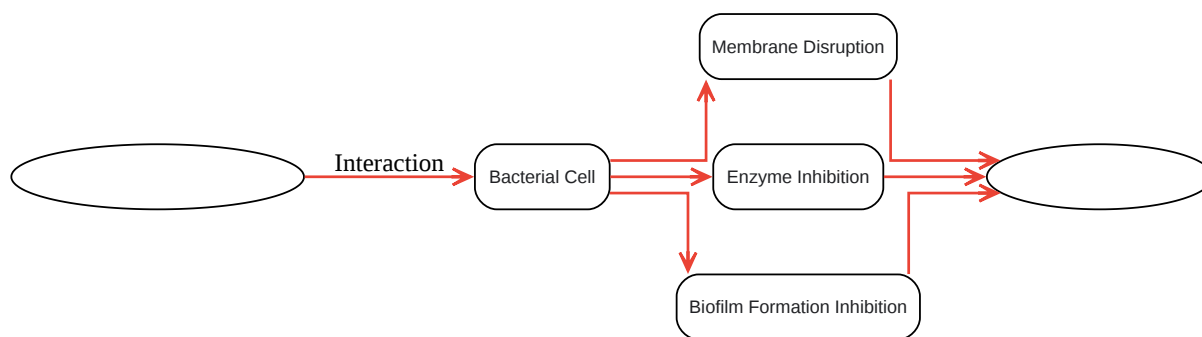 Membrane Disruption
Interaction
Bacterial Cell
Enzyme Inhibition
Biofilm Formation Inhibition